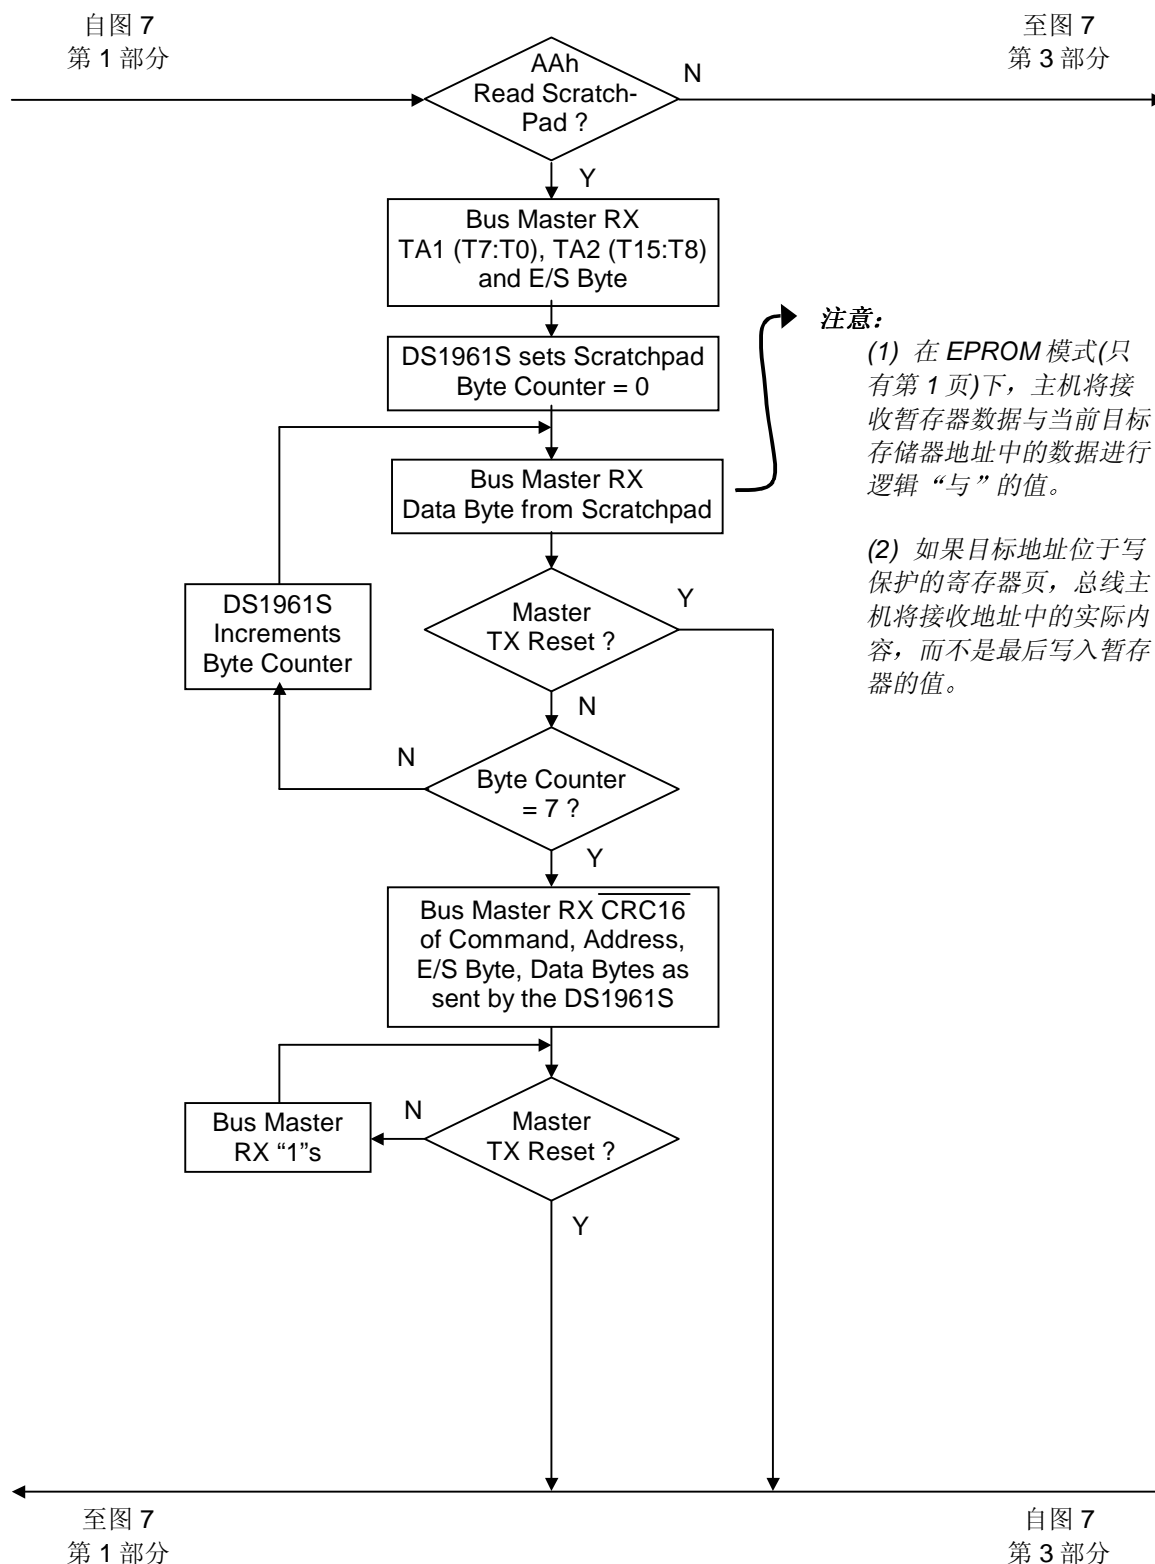 自图 7
第 1 部分
至图 7
第 3 部分
AAh
Read Scratch-
Pad ?
N
Y
Bus Master RX
TA1 (T7:T0), TA2 (T15:T8)
and E/S Byte
DS1961S sets Scratchpad
Byte Counter = 0
注意：
(1) 在 EPROM 模式(只
有第 1 页)下，主机将接
收暂存器数据与当前目标
存储器地址中的数据进行
逻辑“与”的值。
(2) 如果目标地址位于写
保护的寄存器页，总线主
机将接收地址中的实际内
容，而不是最后写入暂存
器的值。
Bus Master RX
Data Byte from Scratchpad
DS1961S
Increments
Byte Counter
Master
TX Reset ?
Y
N
Byte Counter
= 7 ?
N
Y
Bus Master RX CRC16
of Command, Address,
E/S Byte, Data Bytes as
sent by the DS1961S
Bus Master
RX “1”s
N
Master
TX Reset ?
Y
至图 7
第 1 部分
自图 7
第 3 部分